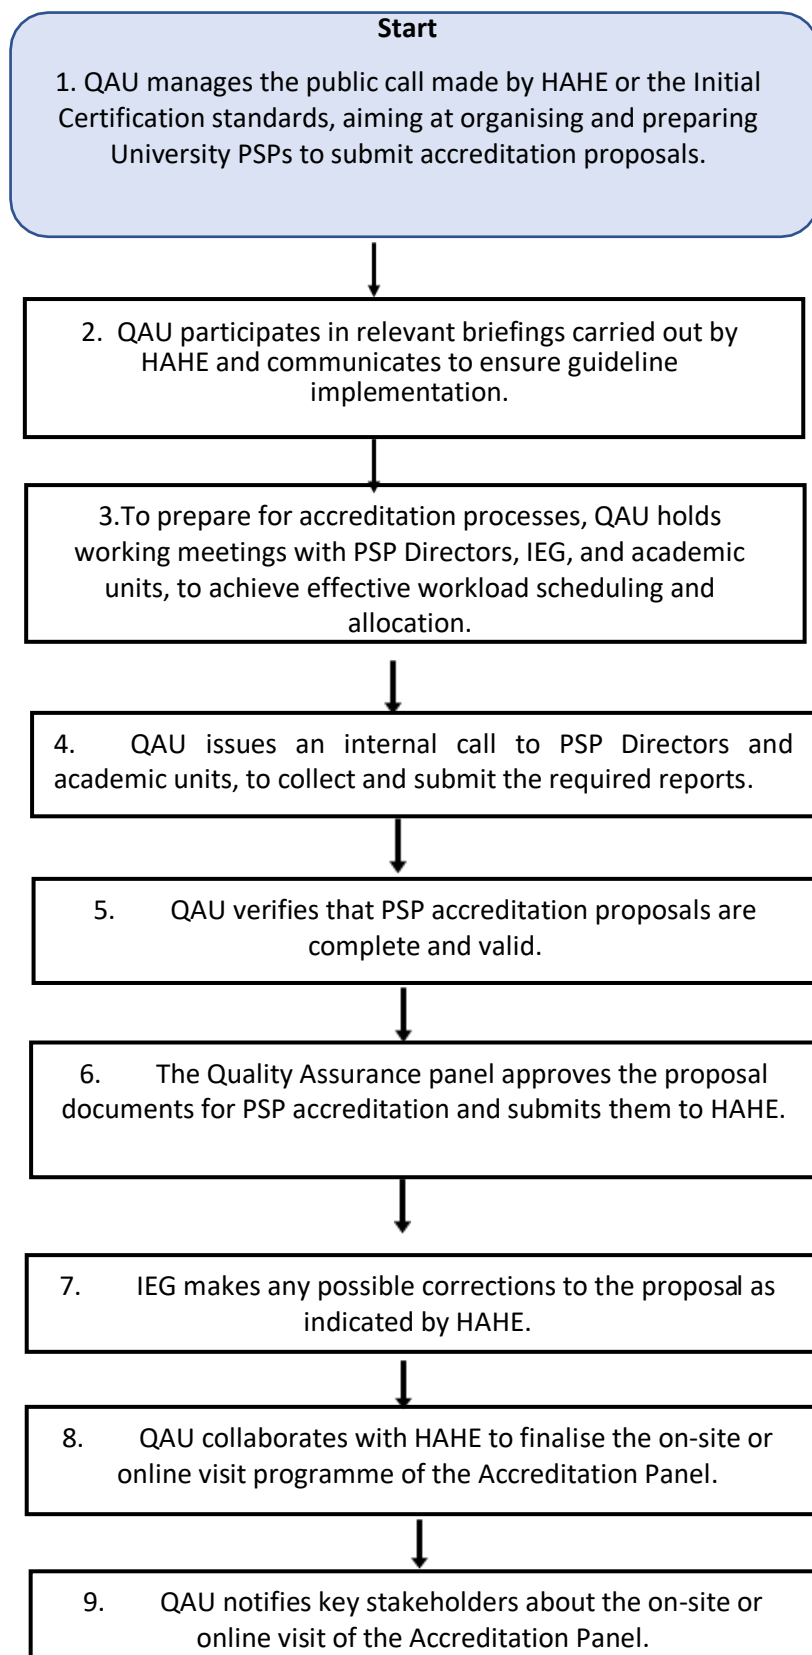 Start
1. QAU manages the public call made by HAHE or the Initial
Certification standards, aiming at organising and preparing
University PSPs to submit accreditation proposals.
2. QAU participates in relevant briefings carried out by
HAHE and communicates to ensure guideline
implementation.
3.To prepare for accreditation processes, QAU holds
working meetings with PSP Directors, IEG, and academic
units, to achieve effective workload scheduling and
allocation.
4. QAU issues an internal call to PSP Directors and
academic units, to collect and submit the required reports.
5. QAU verifies that PSP accreditation proposals are
complete and valid.
6. The Quality Assurance panel approves the proposal
documents for PSP accreditation and submits them to HAHE.
7. IEG makes any possible corrections to the proposal as
indicated by HAHE.
8. QAU collaborates with HAHE to finalise the on-site or
online visit programme of the Accreditation Panel.
9. QAU notifies key stakeholders about the on-site or
online visit of the Accreditation Panel.